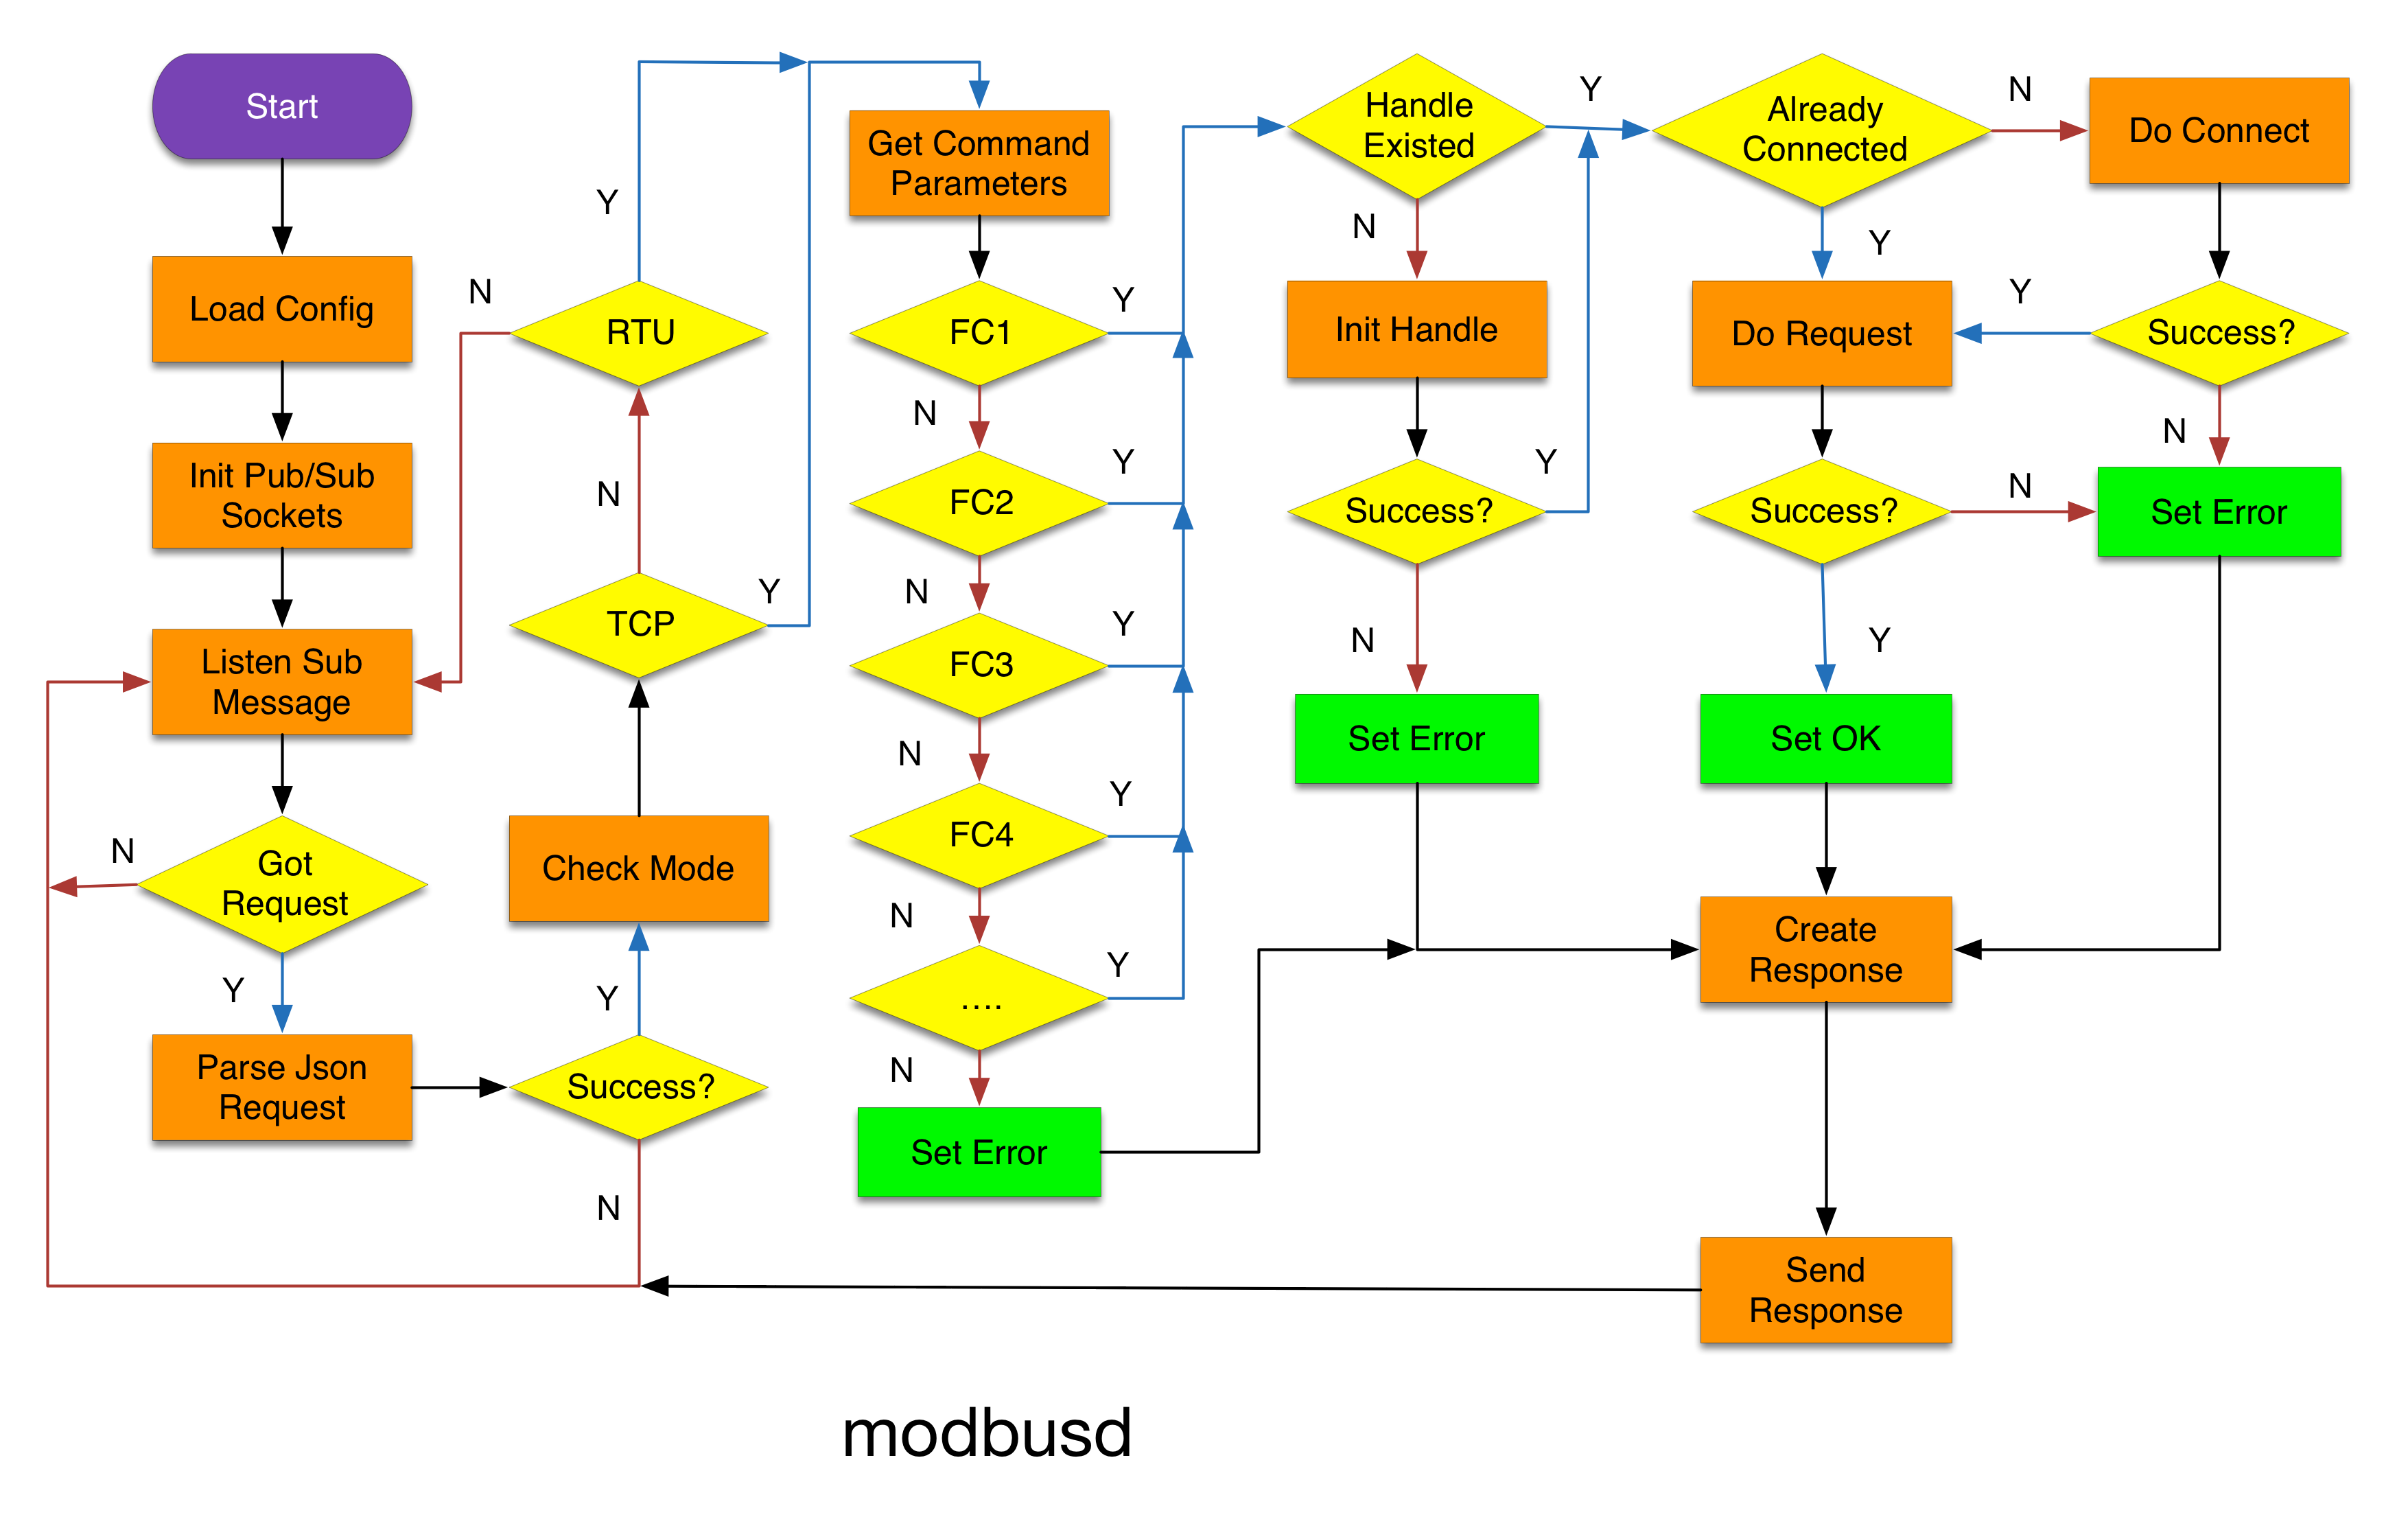 Start
Load Config
Init Pub/Sub
Sockets
Listen Sub
Message
N
Got
Request
Y
Parse Json
Request
Y
N
RTU
N
TCP
Y
Check Mode
Y
Success?
N
Get Command
Parameters
FC1
Y
N
FC2
Y
N
FC3
Y
N
FC4
Y
N
....
Y
N
Set Error
Handle
Existed
Y
N
Init Handle
Success?
Y
N
Set Error
Already
Connected
N
Y
Do Connect
Do Request
Y
Success?
N
Success?
N
Set Error
Y
Set OK
Create
Response
Send
Response
modbusd